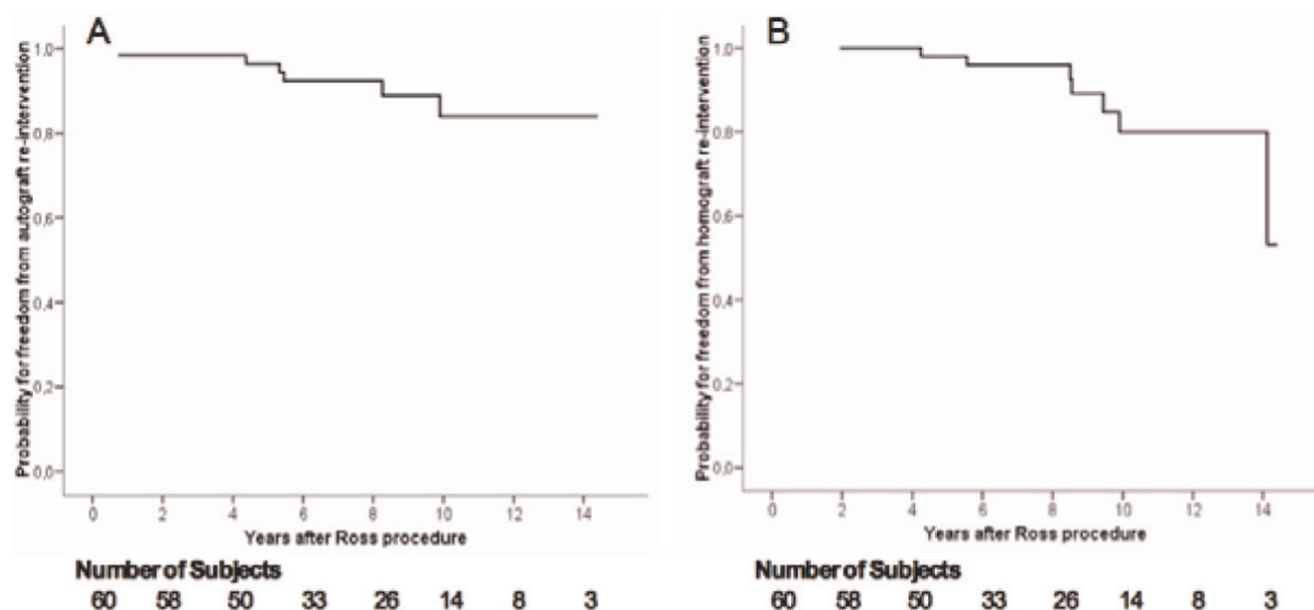 A
Probability for freedom from autograft re-intervention
1,0
0,8
0,6
0,4
0,2
0,0
0 2 4 6 8 10 12 14
Years after Ross procedure
Number of Subjects
60 58 50 33 26 14 8 3
B
Probability for freedom from homograft re-intervention
1,0
0,8
0,6
0,4
0,2
0,0
0 2 4 6 8 10 12 14
Years after Ross procedure
Number of Subjects
60 58 50 33 26 14 8 3